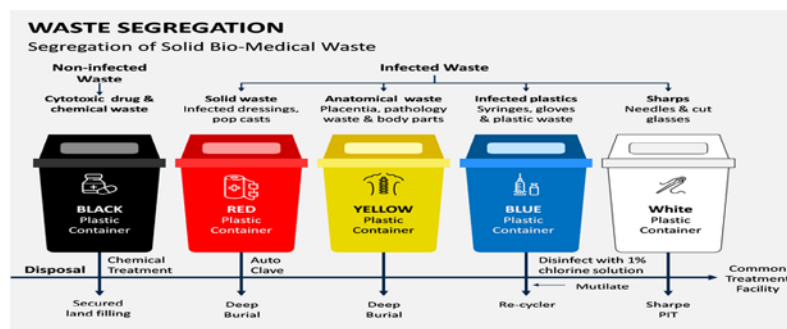 WASTE SEGREGATION
Segregation of Solid Bio-Medical Waste
Non-infected
Waste
Infected Waste
Cytotoxic drug &
chemical waste
Solid waste
Infected dressings,
pop casts
Anatomical waste
Placenta, pathology
waste & body parts
Infected plastics
Syringes, gloves
& plastic waste
Sharps
Needles & cut
glasses
BLACK
Plastic
Container
RED
Plastic
Container
YELLOW
Plastic
Container
BLUE
Plastic
Container
White
Plastic
Container
Disposal
Chemical
Treatment
Auto
Clave
Disinfect with 1%
chlorine solution
Mutilate
Common
Treatment
Facility
Secured
land filling
Deep
Burial
Deep
Burial
Re-cycler
Sharpe
PIT